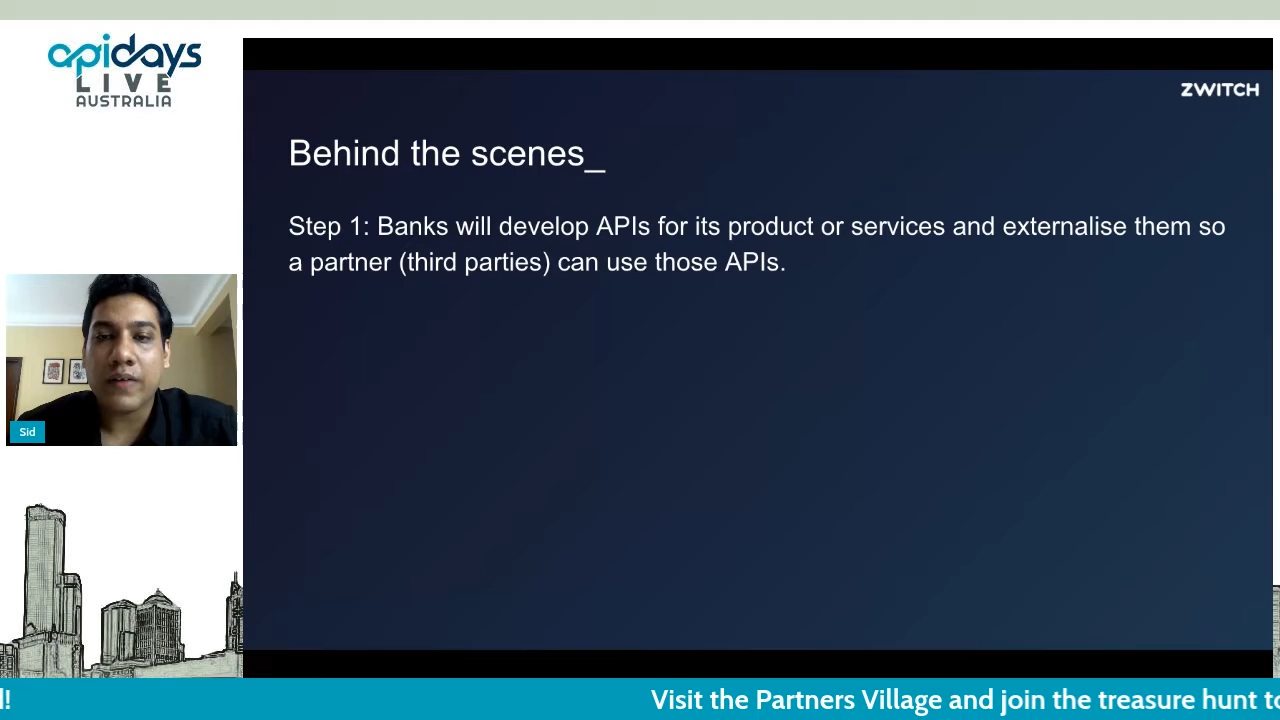 apidays
LIVE
AUSTRALIA
ZWITCH
Behind the scenes_
Step 1: Banks will develop APIs for its product or services and externalise them so
a partner (third parties) can use those APIs.
Sid
Visit the Partners Village and join the treasure hunt